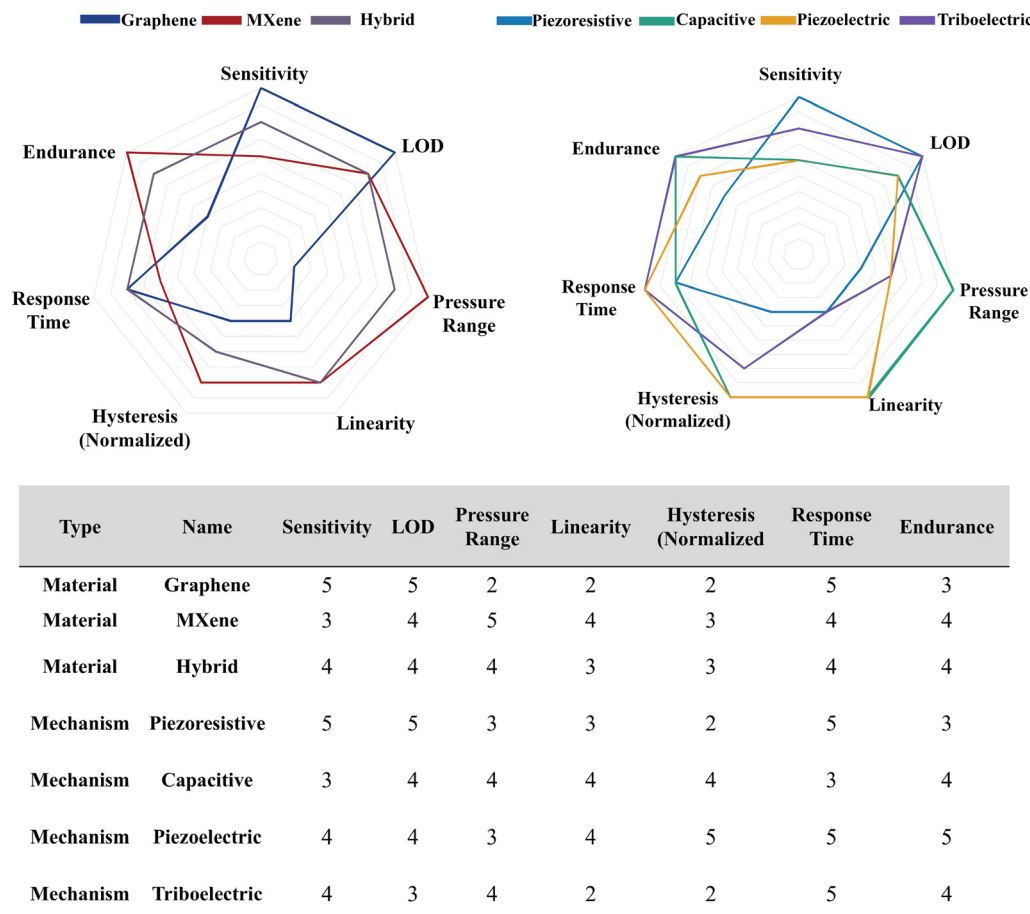 Graphene MXene Hybrid
Piezoresistive Capacitive Piezoelectric Triboelectric
Sensitivity
LOD
Pressure
Range
Linearity
Hysteresis
(Normalized)
Response
Time
Endurance
Sensitivity
LOD
Pressure
Range
Linearity
Hysteresis
(Normalized)
Response
Time
Endurance
Type Name Sensitivity LOD Pressure Range Linearity Hysteresis (Normalized Response Time Endurance
Material Graphene 5 5 2 2 2 5 3
Material MXene 3 4 5 4 3 4 4
Material Hybrid 4 4 4 3 3 4 4
Mechanism Piezoresistive 5 5 3 3 2 5 3
Mechanism Capacitive 3 4 4 4 4 3 4
Mechanism Piezoelectric 4 4 3 4 5 5 5
Mechanism Triboelectric 4 3 4 2 2 5 4